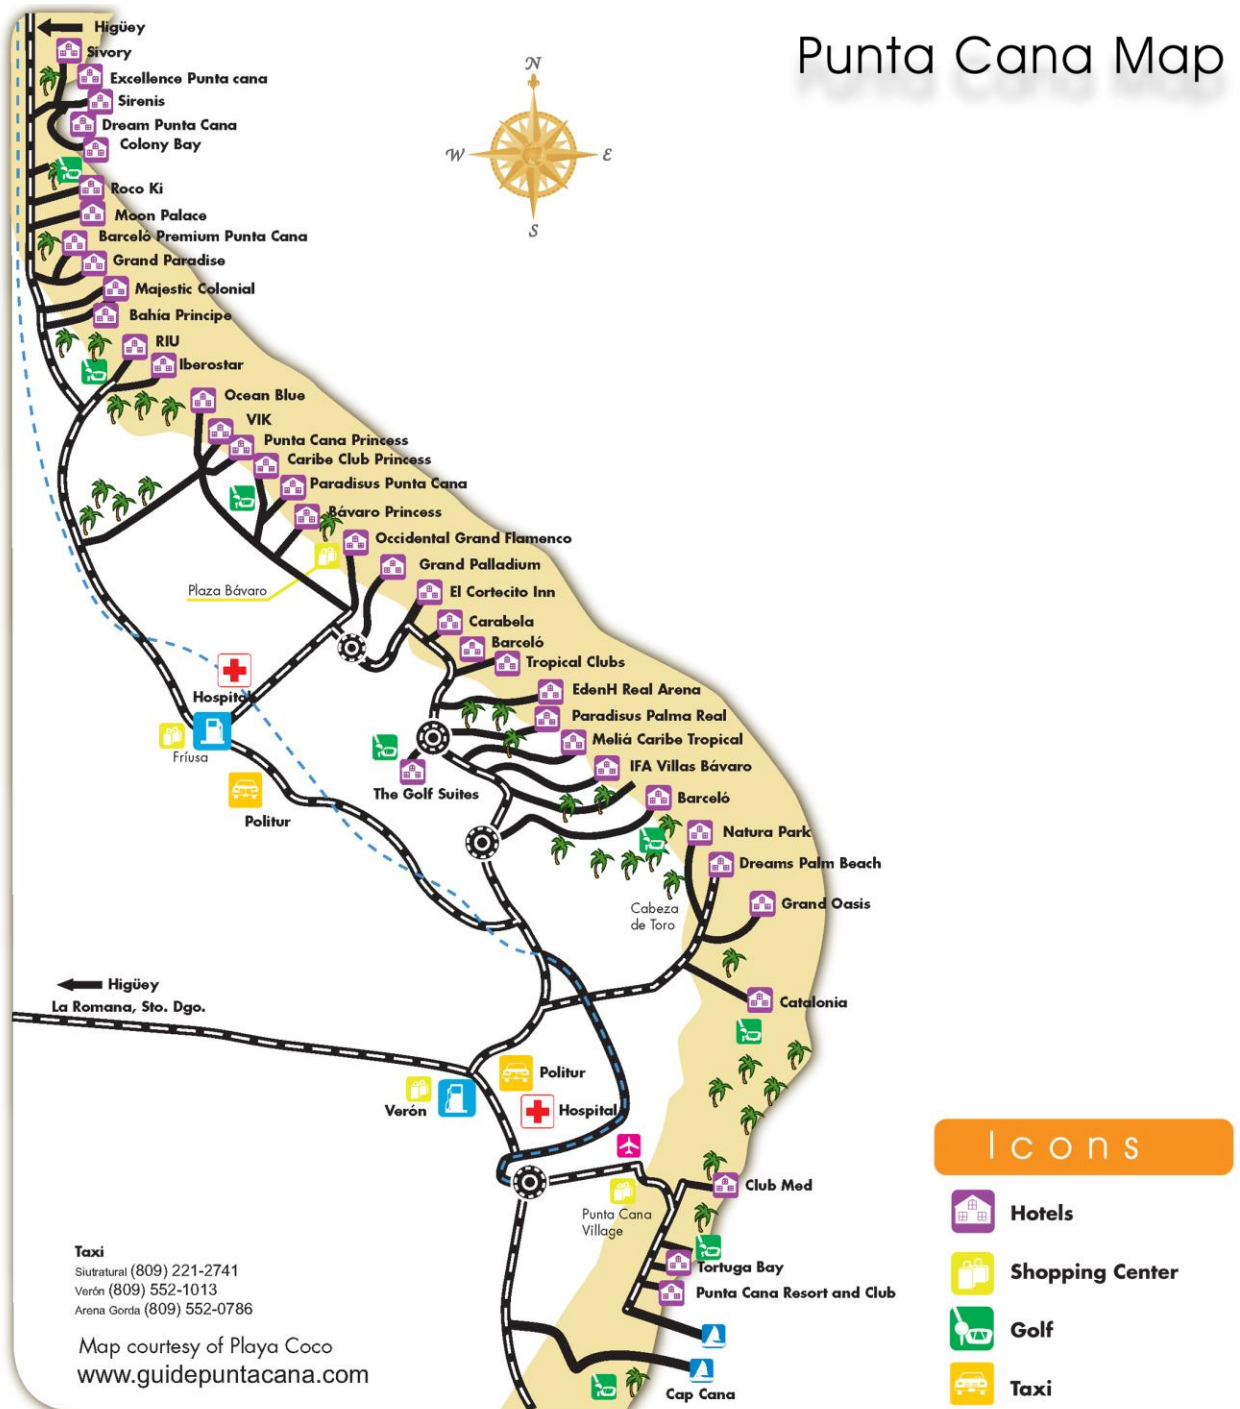 Punta Cana Map
Higüey
Sivory
Excellence Punta cana
Sirenis
Dream Punta Cana
Colony Bay
Roco Ki
Moon Palace
Barceló Premium Punta Cana
Grand Paradise
Majestic Colonial
Bahía Principe
RIU
Iberostar
Ocean Blue
VIK
Punta Cana Princess
Caribe Club Princess
Paradisus Punta Cana
Bávaro Princess
Occidental Grand Flamenco
Grand Palladium
Plaza Bávaro
El Cortecito Inn
Carabela
Barceló
Tropical Clubs
EdenH Real Arena
Paradisus Palma Real
Meliá Caribe Tropical
IFA Villas Bávaro
Barceló
Natura Park
Dreams Palm Beach
Grand Oasis
Catalonia
N
W
E
S
Hospital
Fríusa
Politur
The Golf Suites
Cabeza
de Toro
Higüey
La Romana, Sto. Dgo.
Verón
Politur
Hospital
Punta Cana
Village
Club Med
Tortuga Bay
Punta Cana Resort and Club
Cap Cana
Taxi
Siutratural (809) 221-2741
Verón (809) 552-1013
Arena Gorda (809) 552-0786
Map courtesy of Playa Coco
www.guidepuntacana.com
Icons
Hotels
Shopping Center
Golf
Taxi